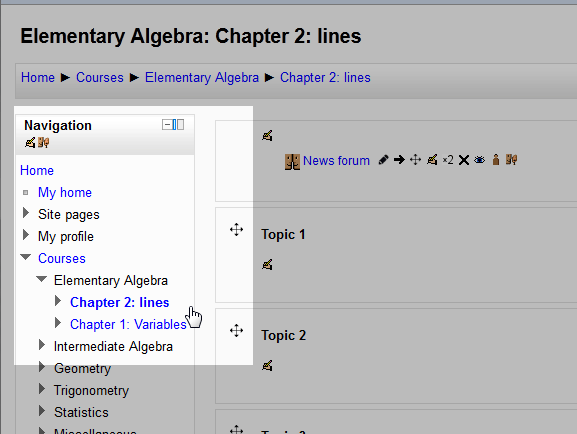 Elementary Algebra: Chapter 2: lines
Home ► Courses ► Elementary Algebra ► Chapter 2: lines
Navigation
Home
My home
Site pages
My profile
Courses
Elementary Algebra
Chapter 2: lines
Chapter 1: Variables
Intermediate Algebra
Geometry
Trigonometry
Statistics
Miscellaneous
News forum ×2
Topic 1
Topic 2
Topic 3